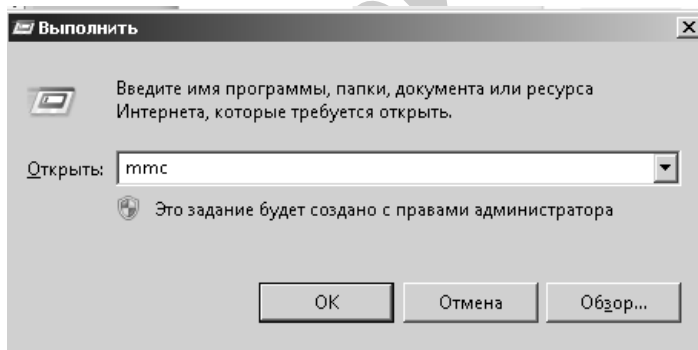 Выполнить
Введите имя программы, папки, документа или ресурса
Интернета, которые требуется открыть.
Открыть: mmc
Это задание будет создано с правами администратора
OK Отмена Обзор...